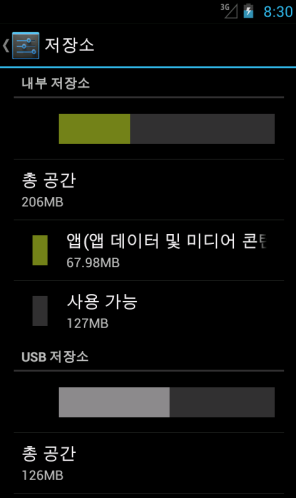 3G 8:30
저장소
내부 저장소
총 공간
206MB
앱(앱 데이터 및 미디어 콘
67.98MB
사용 가능
127MB
USB 저장소
총 공간
126MB